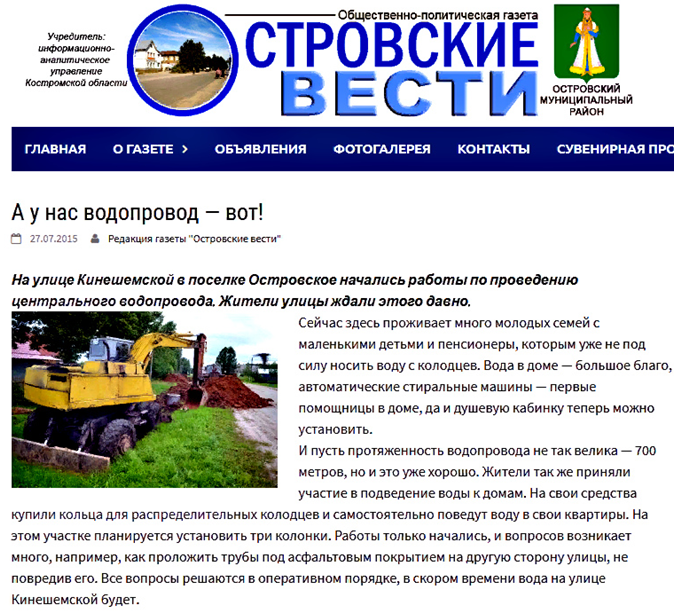 Учредитель:
информационно-
аналитическое
управление
Костромской области
Общественно-политическая газета
ОСТРОВСКИЕ
ВЕСТИ
ОСТРОВСКИЙ
МУНИЦИПАЛЬНЫЙ
РАЙОН
ГЛАВНАЯ О ГАЗЕТЕ ОБЪЯВЛЕНИЯ ФОТОГАЛЕРЕЯ КОНТАКТЫ СУВЕНИРНАЯ ПРО
А у нас водопровод — вот!
27.07.2015 Редакция газеты "Островские вести"
На улице Кинешемской в поселке Островское начались работы по проведению
центрального водопровода. Жители улицы ждали этого давно.
Сейчас здесь проживает много молодых семей с
маленькими детьми и пенсионеры, которым уже не под
силу носить воду с колодцев. Вода в доме — большое благо,
автоматические стиральные машины — первые
помощницы в доме, да и душевую кабинку теперь можно
установить.
И пусть протяженность водопровода не так велика — 700
метров, но и это уже хорошо. Жители так же приняли
участие в подведение воды к домам. На свои средства
купили кольца для распределительных колодцев и самостоятельно поведут воду в свои квартиры. На
этом участке планируется установить три колонки. Работы только начались, и вопросов возникает
много, например, как проложить трубы под асфальтовым покрытием на другую сторону улицы, не
повредив его. Все вопросы решаются в оперативном порядке, в скором времени вода на улице
Кинешемской будет.